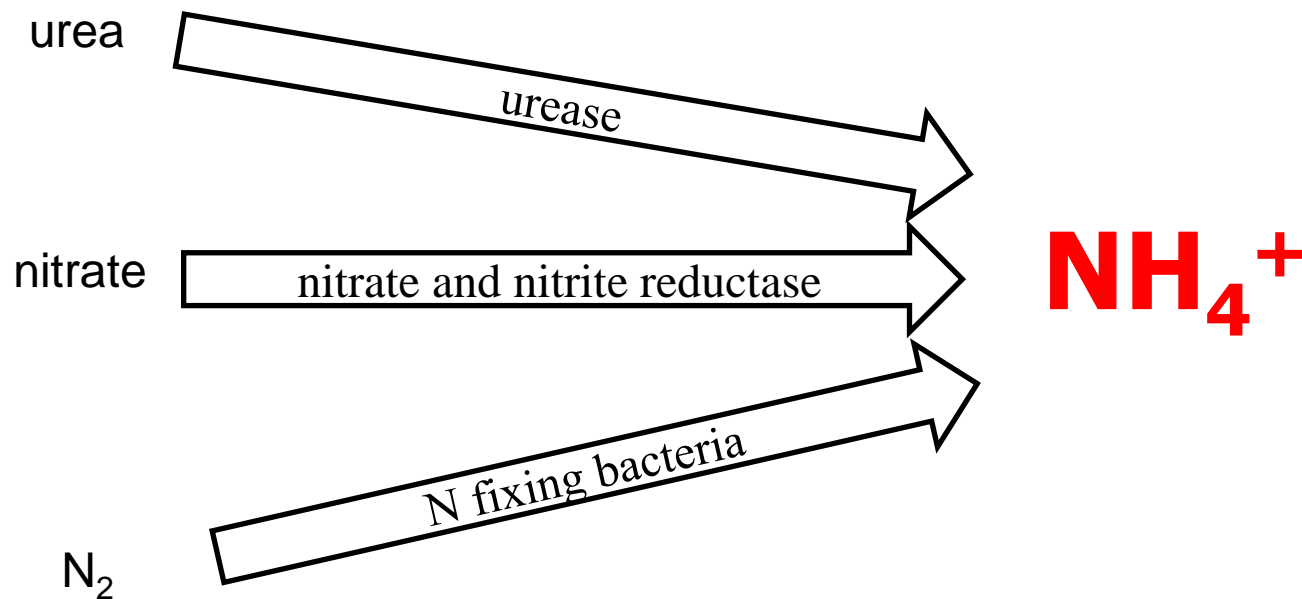 urea
urease
nitrate
nitrate and nitrite reductase
NH₄⁺
N fixing bacteria
N₂